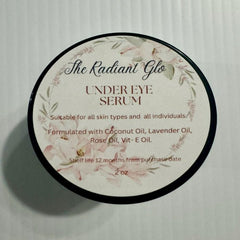 The Radiant Glo
UNDER EYE
SERUM
Suitable for all skin types and all individuals.
Formulated with Coconut Oil, Lavender Oil,
Rose Oil, Vit- E Oil.
Shelf life 12 months from purchase date
2 oz